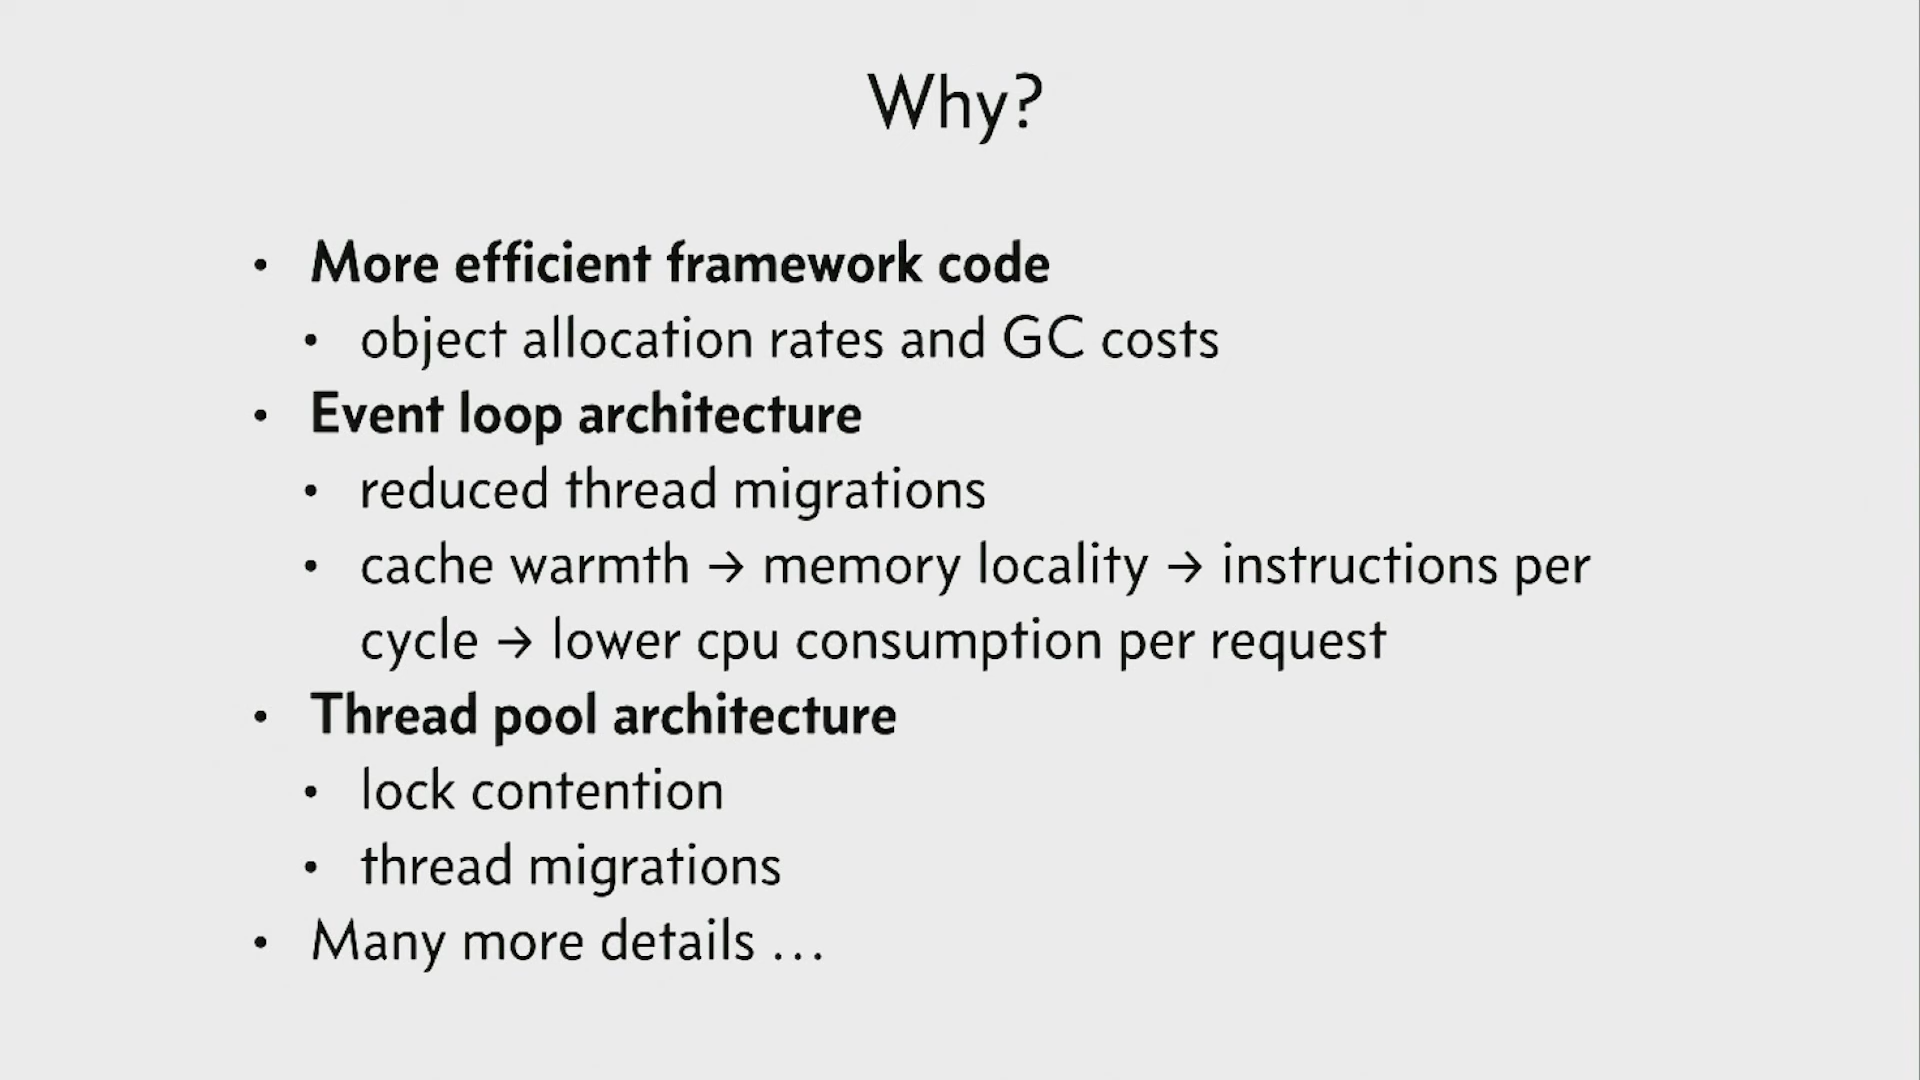 Why?
• More efficient framework code
• object allocation rates and GC costs
• Event loop architecture
• reduced thread migrations
• cache warmth → memory locality → instructions per
cycle → lower cpu consumption per request
• Thread pool architecture
• lock contention
• thread migrations
• Many more details ...